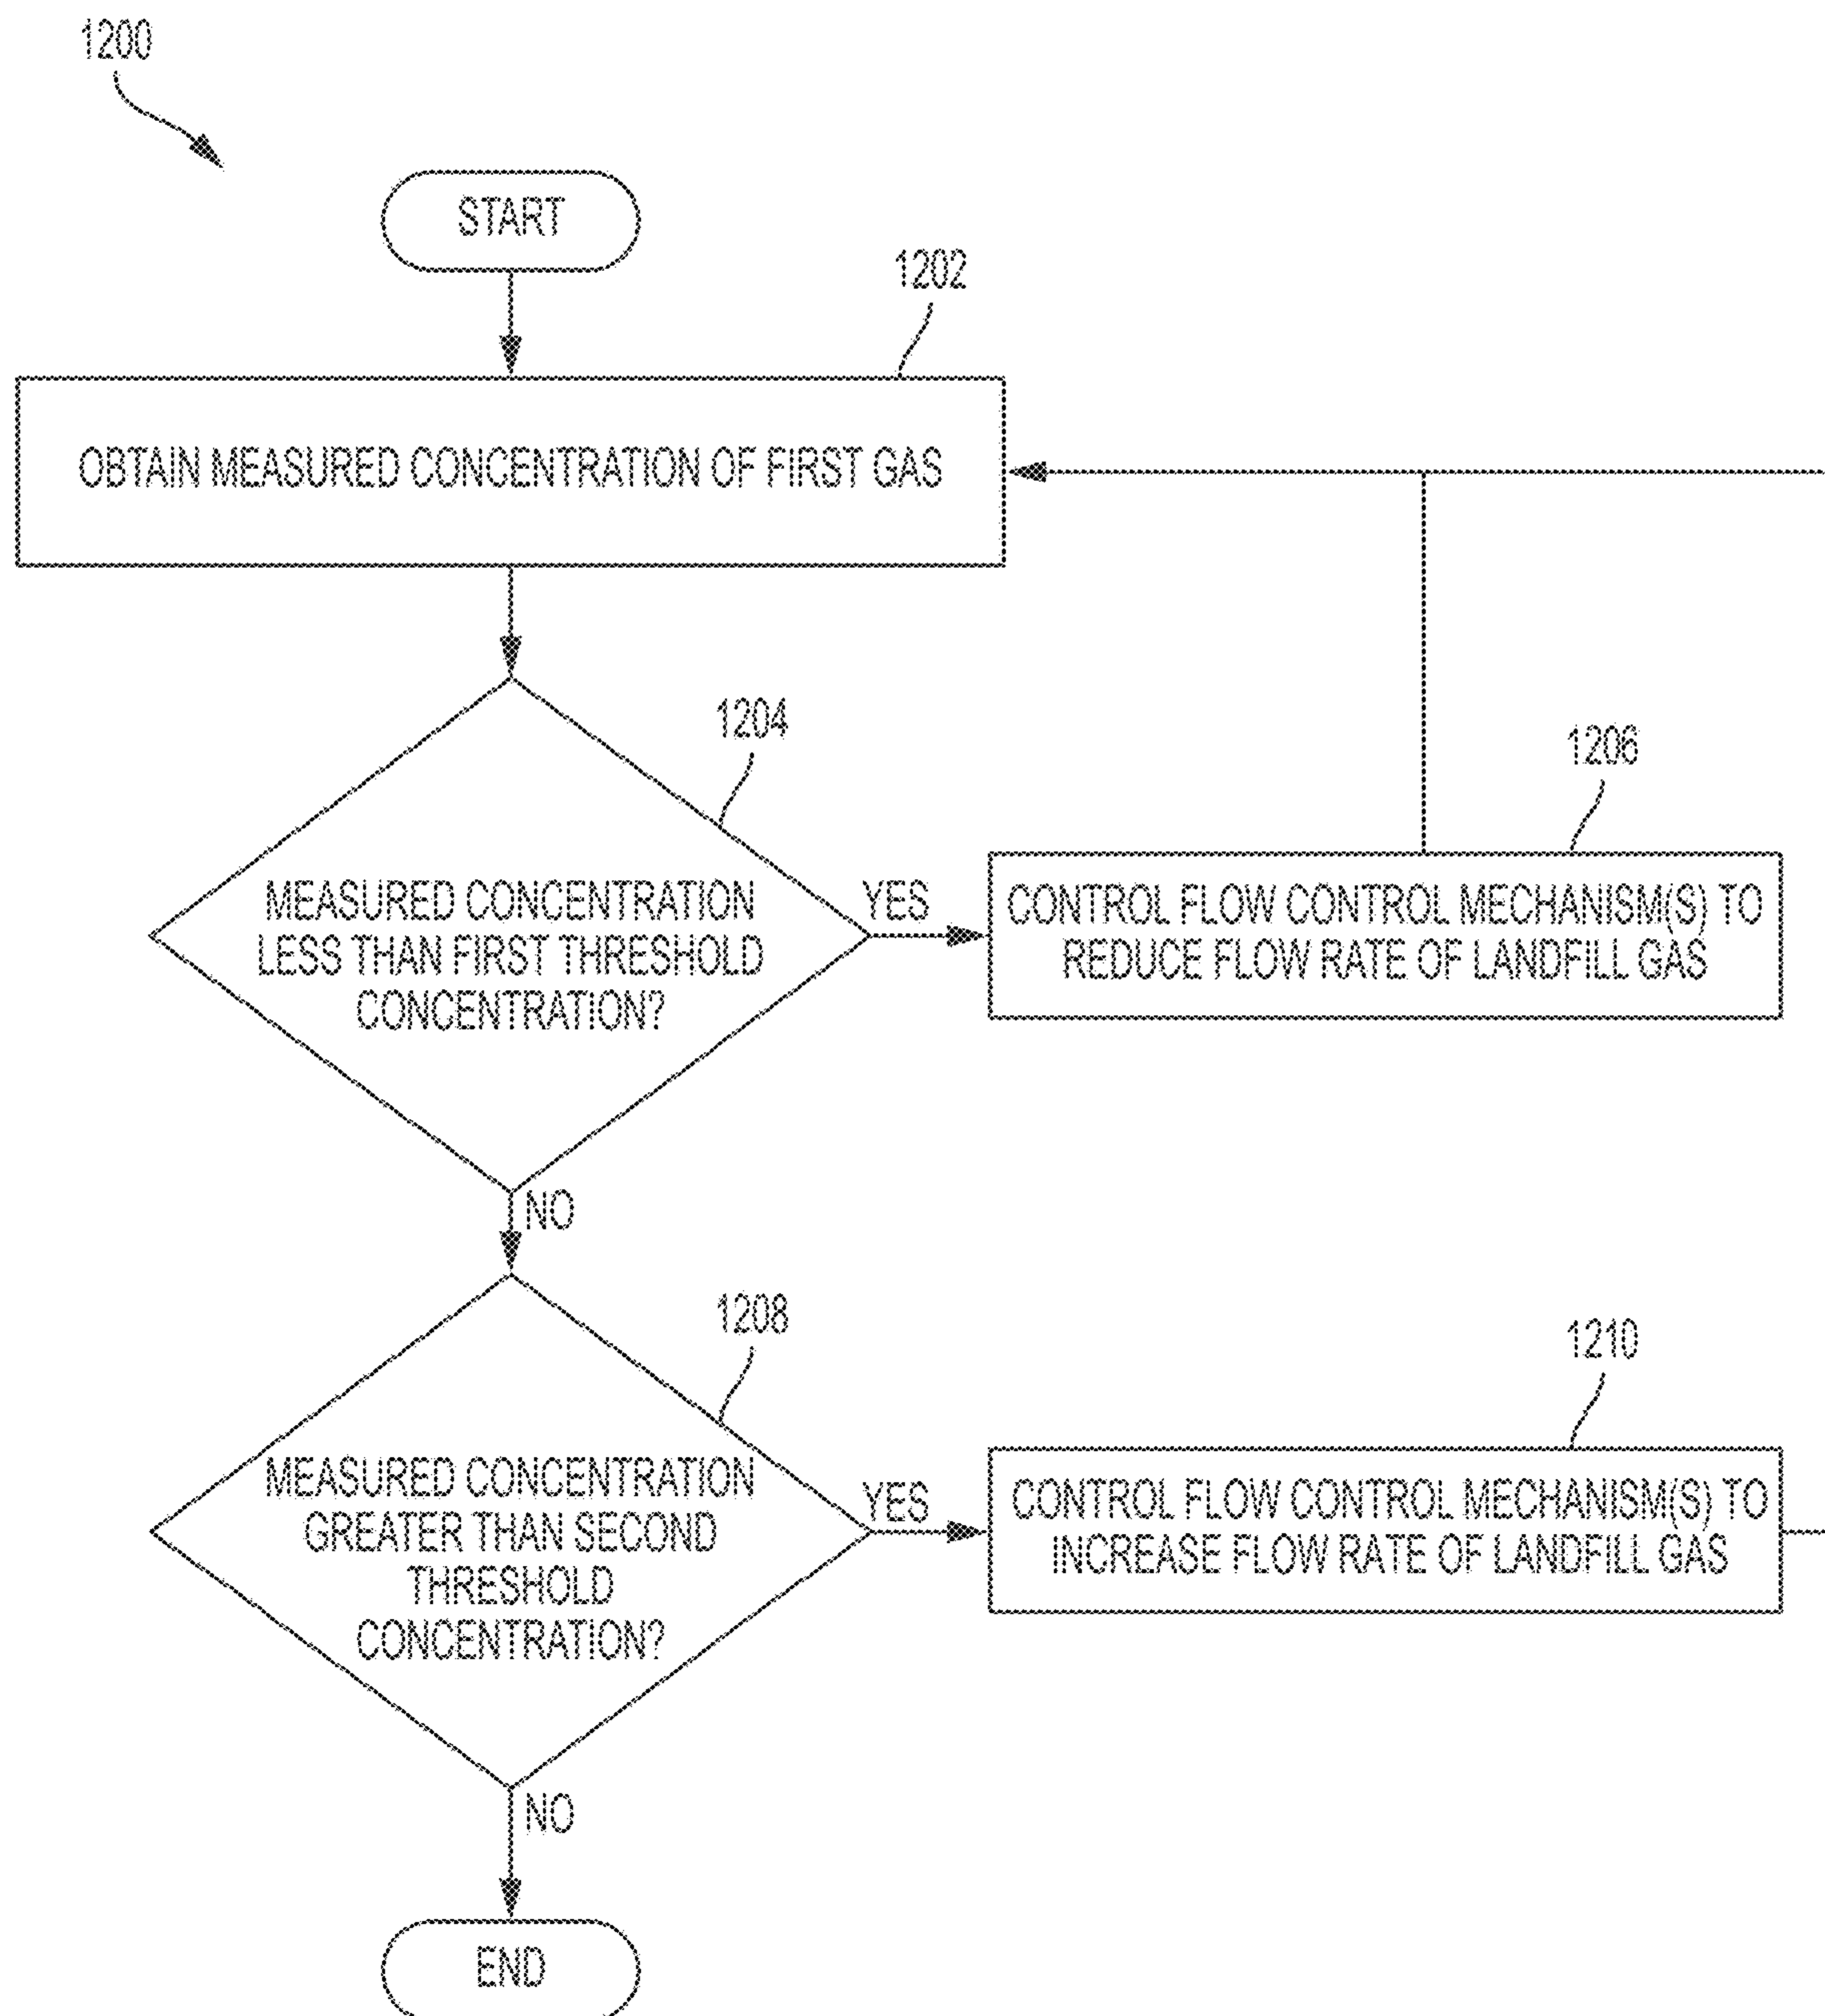 1200
START
1202
OBTAIN MEASURED CONCENTRATION OF FIRST GAS
1204
MEASURED CONCENTRATION
LESS THAN FIRST THRESHOLD
CONCENTRATION?
YES
1206
CONTROL FLOW CONTROL MECHANISM(S) TO
REDUCE FLOW RATE OF LANDFILL GAS
NO
1208
MEASURED CONCENTRATION
GREATER THAN SECOND
THRESHOLD
CONCENTRATION?
YES
1210
CONTROL FLOW CONTROL MECHANISM(S) TO
INCREASE FLOW RATE OF LANDFILL GAS
NO
END